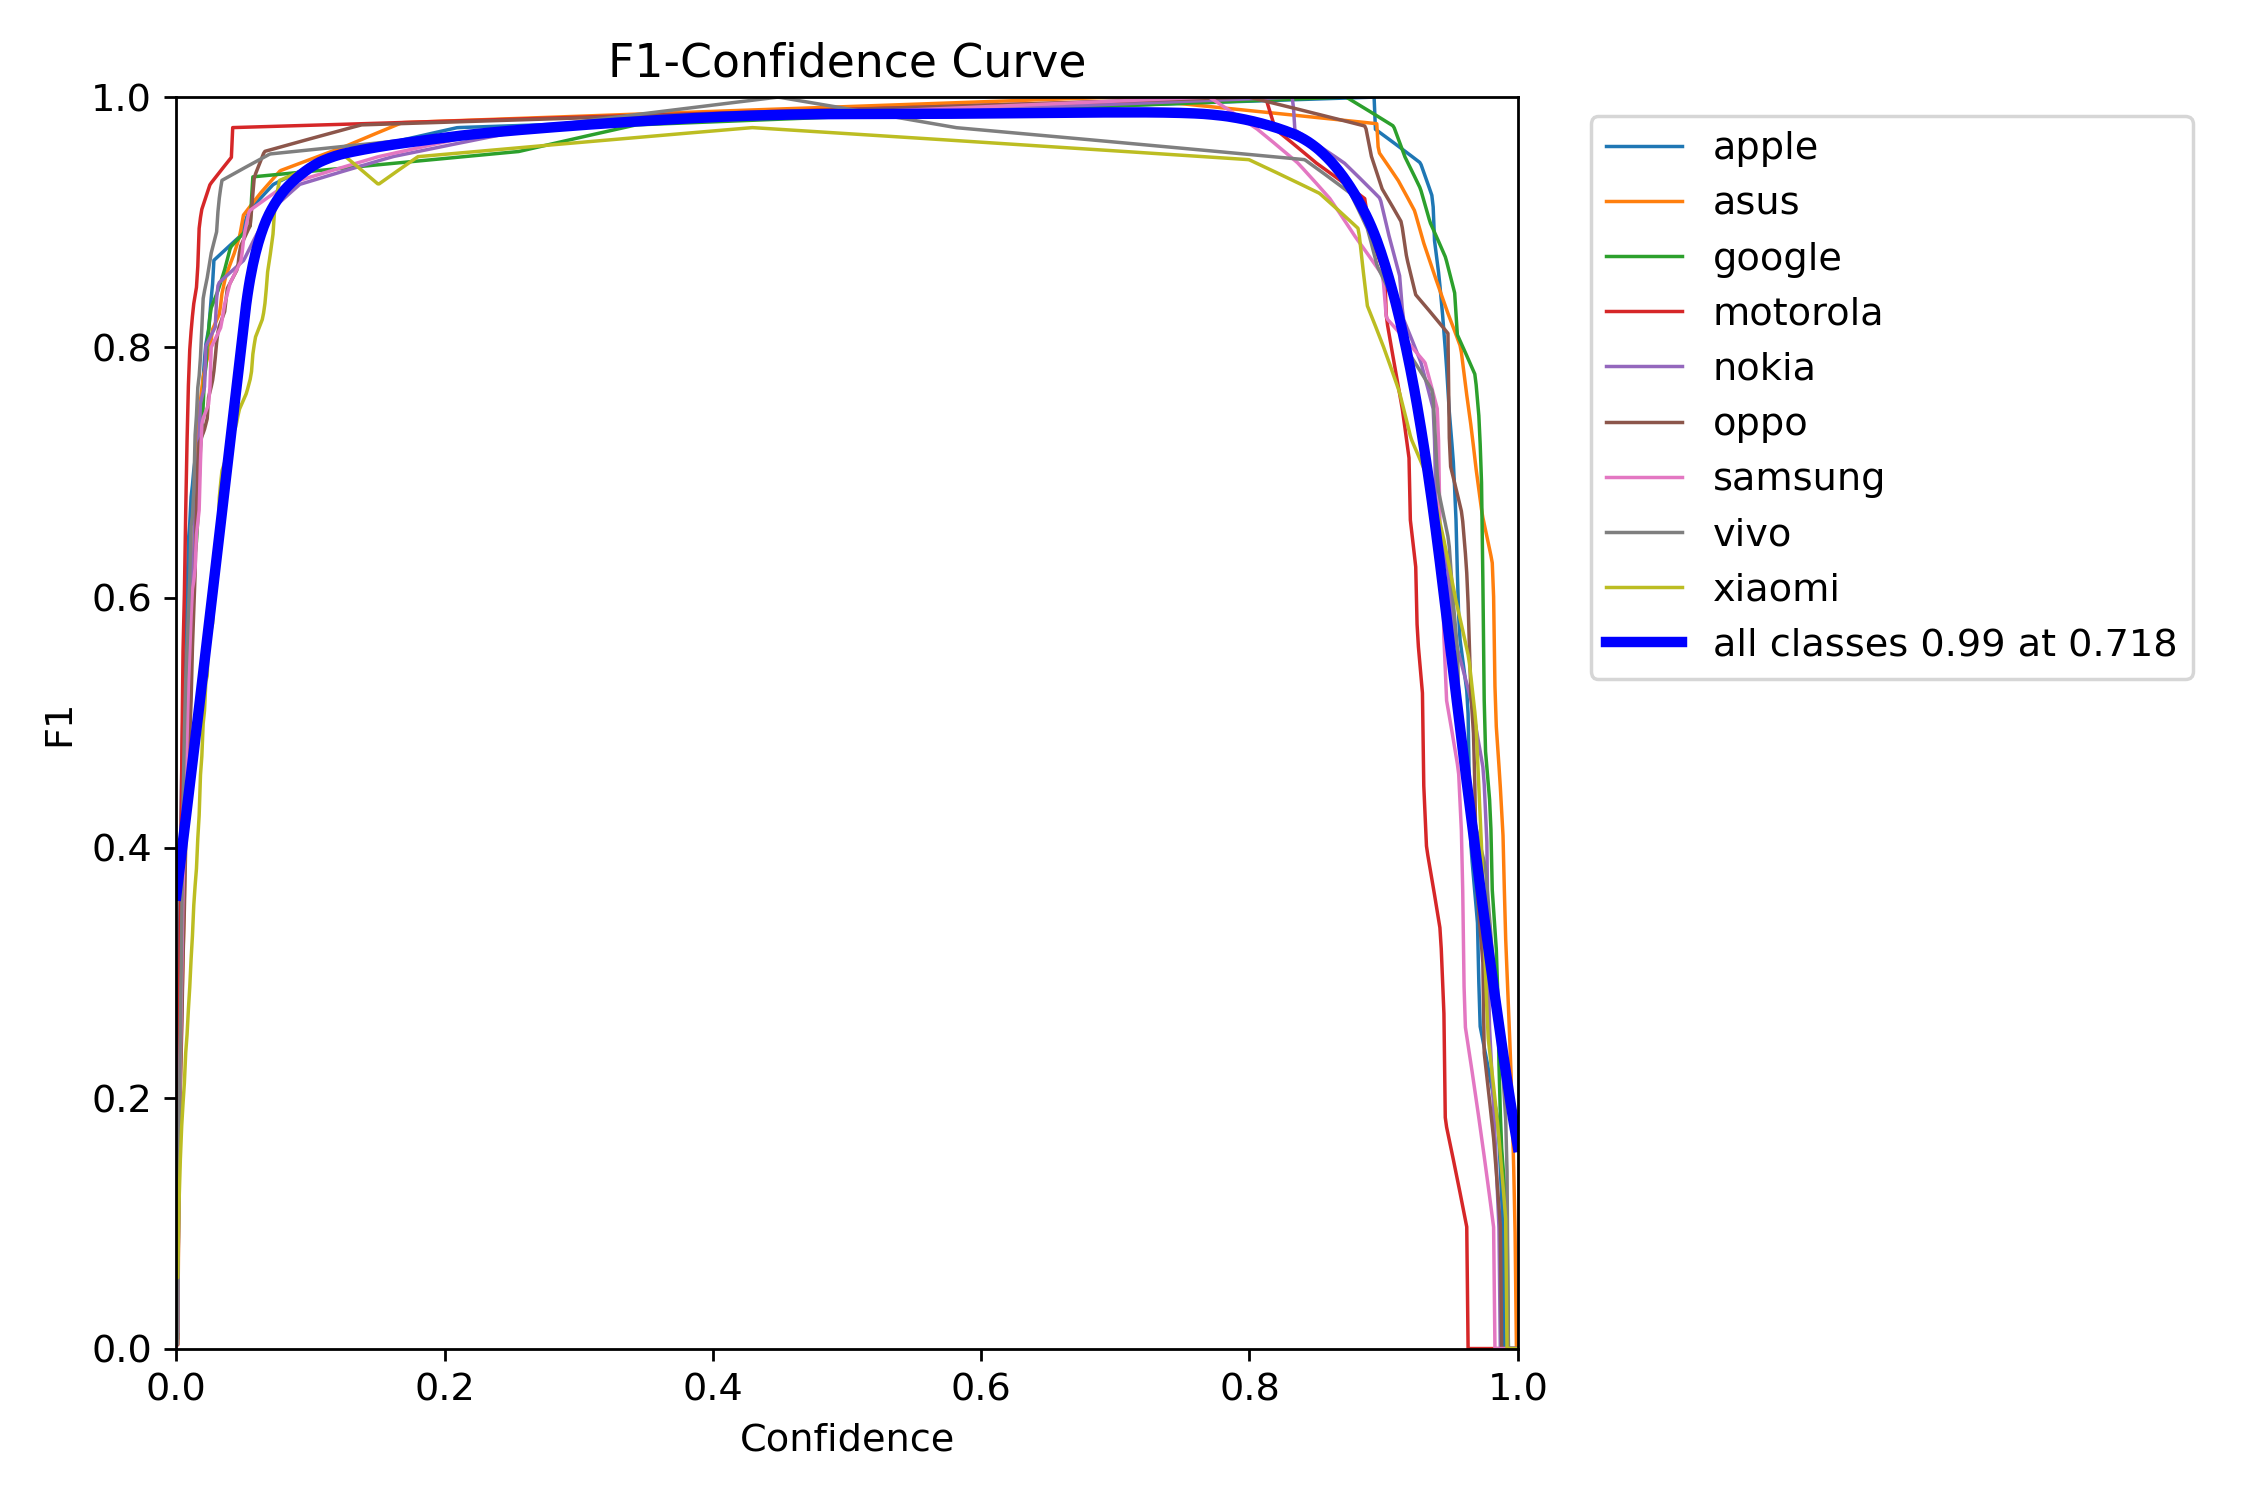 F1-Confidence Curve
1.0
0.8
0.6
0.4
0.2
0.0
F1
0.0 0.2 0.4 0.6 0.8 1.0
Confidence
apple
asus
google
motorola
nokia
oppo
samsung
vivo
xiaomi
all classes 0.99 at 0.718